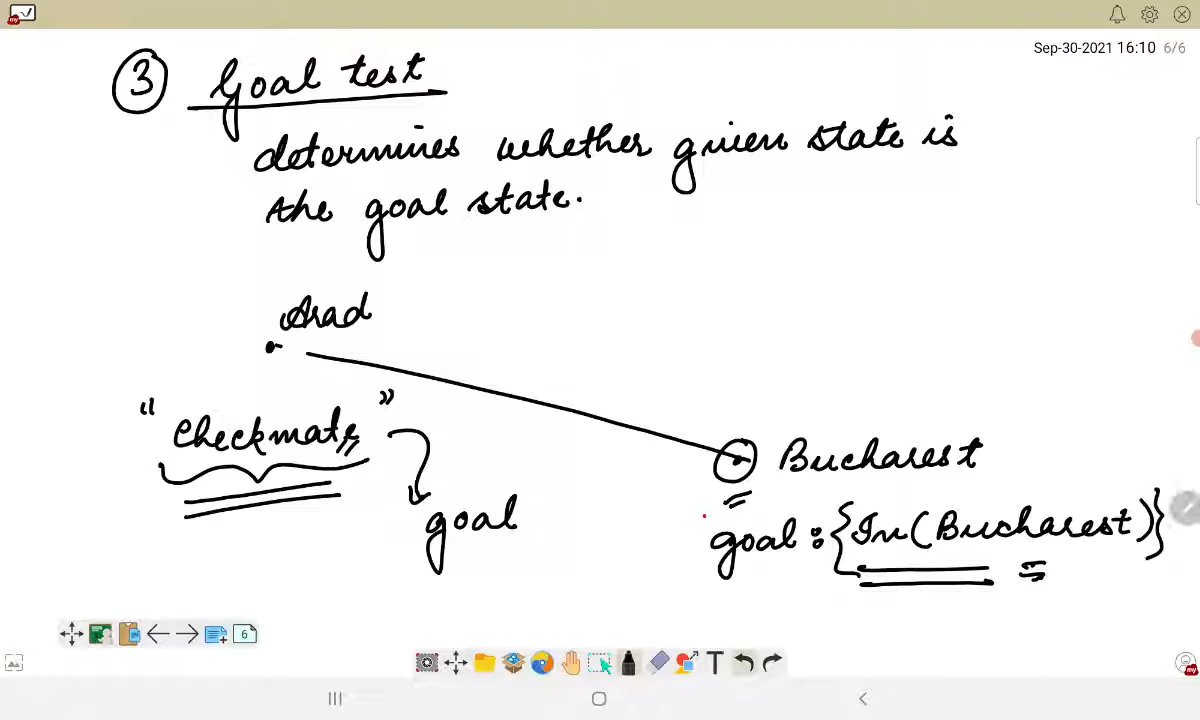 Sep-30-2021 16:10 6/6
3 Goal test
determines whether given state is
the goal state.
Arad
"Checkmate"
Bucharest
goal
goal : {In(Bucharest)}
6
T